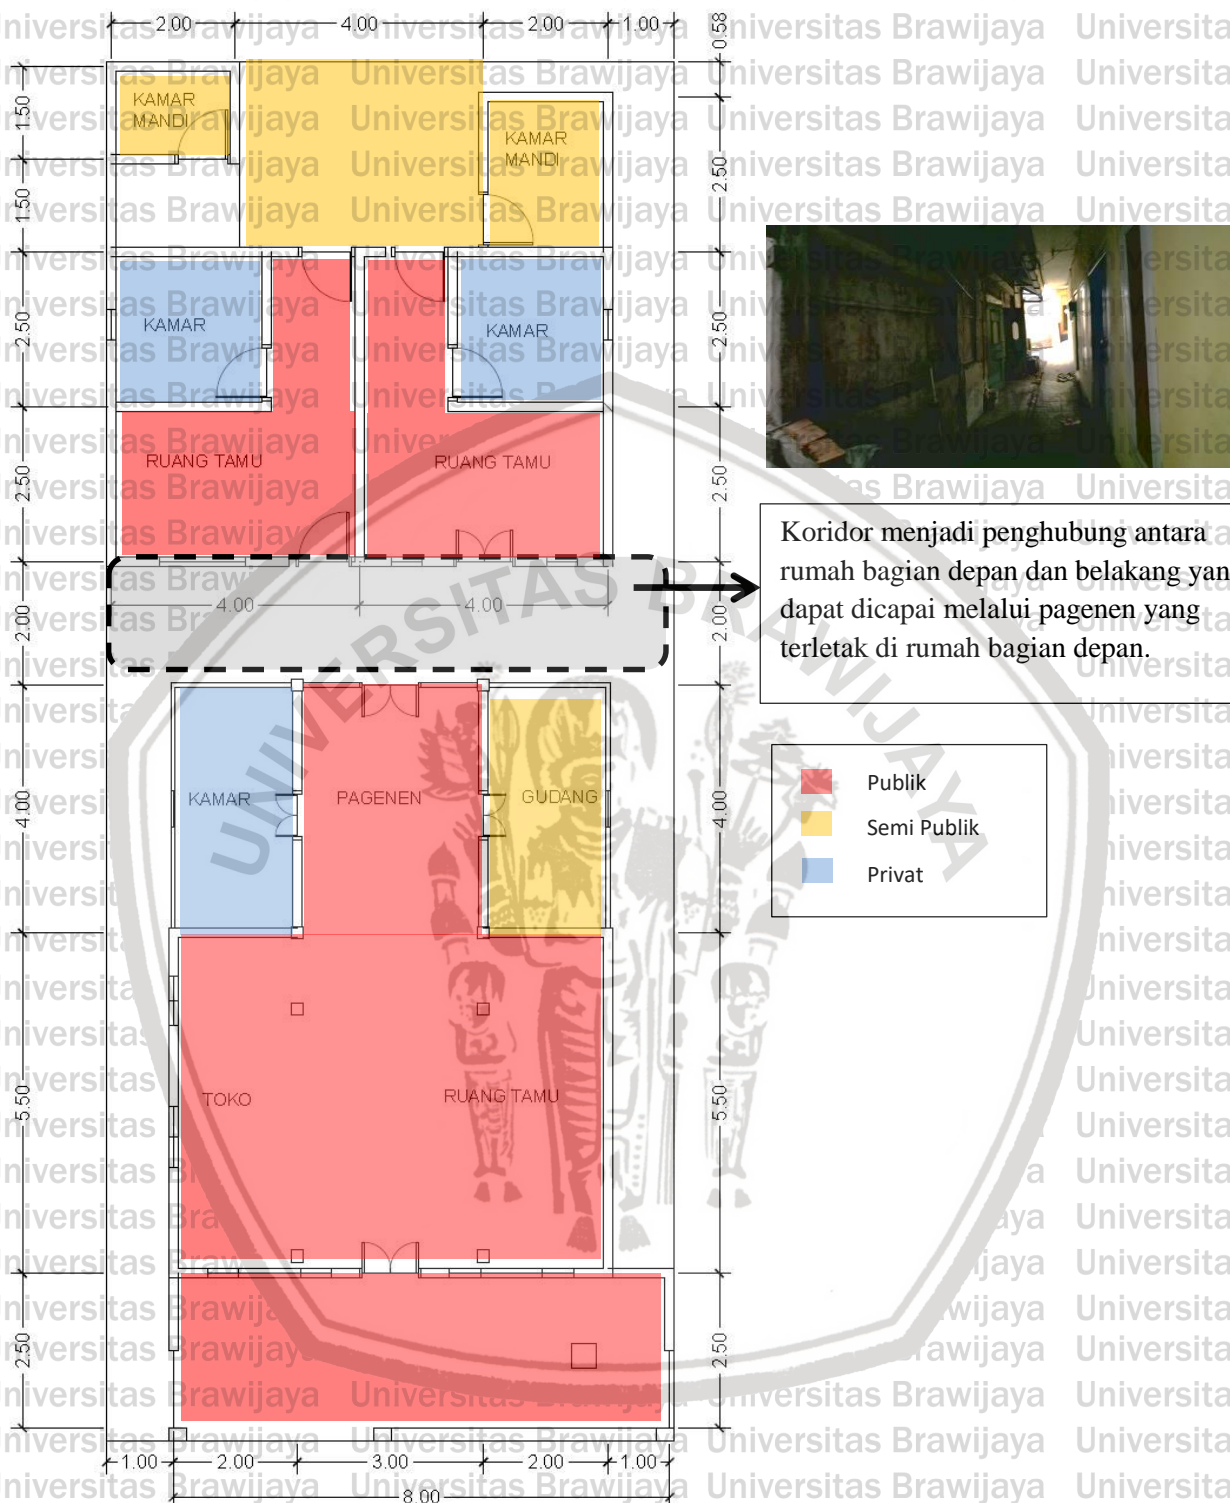 2.00 4.00 2.00 1.00
0.58
KAMAR
MANDI
KAMAR
MANDI
1.50
1.50
2.50
KAMAR
KAMAR
2.50
2.50
RUANG TAMU
RUANG TAMU
2.50
2.50
Koridor menjadi penghubung antara
rumah bagian depan dan belakang yan
dapat dicapai melalui pagenen yang
terletak di rumah bagian depan.
4.00 4.00
2.00
2.00
Publik
Semi Publik
Privat
KAMAR
PAGENEN
GUDANG
4.00
4.00
TOKO
RUANG TAMU
5.50
5.50
2.50
2.50
1.00 2.00 3.00 2.00 1.00
8.00
UNIVERSITAS BRAWIJAYA
Universitas Brawijaya